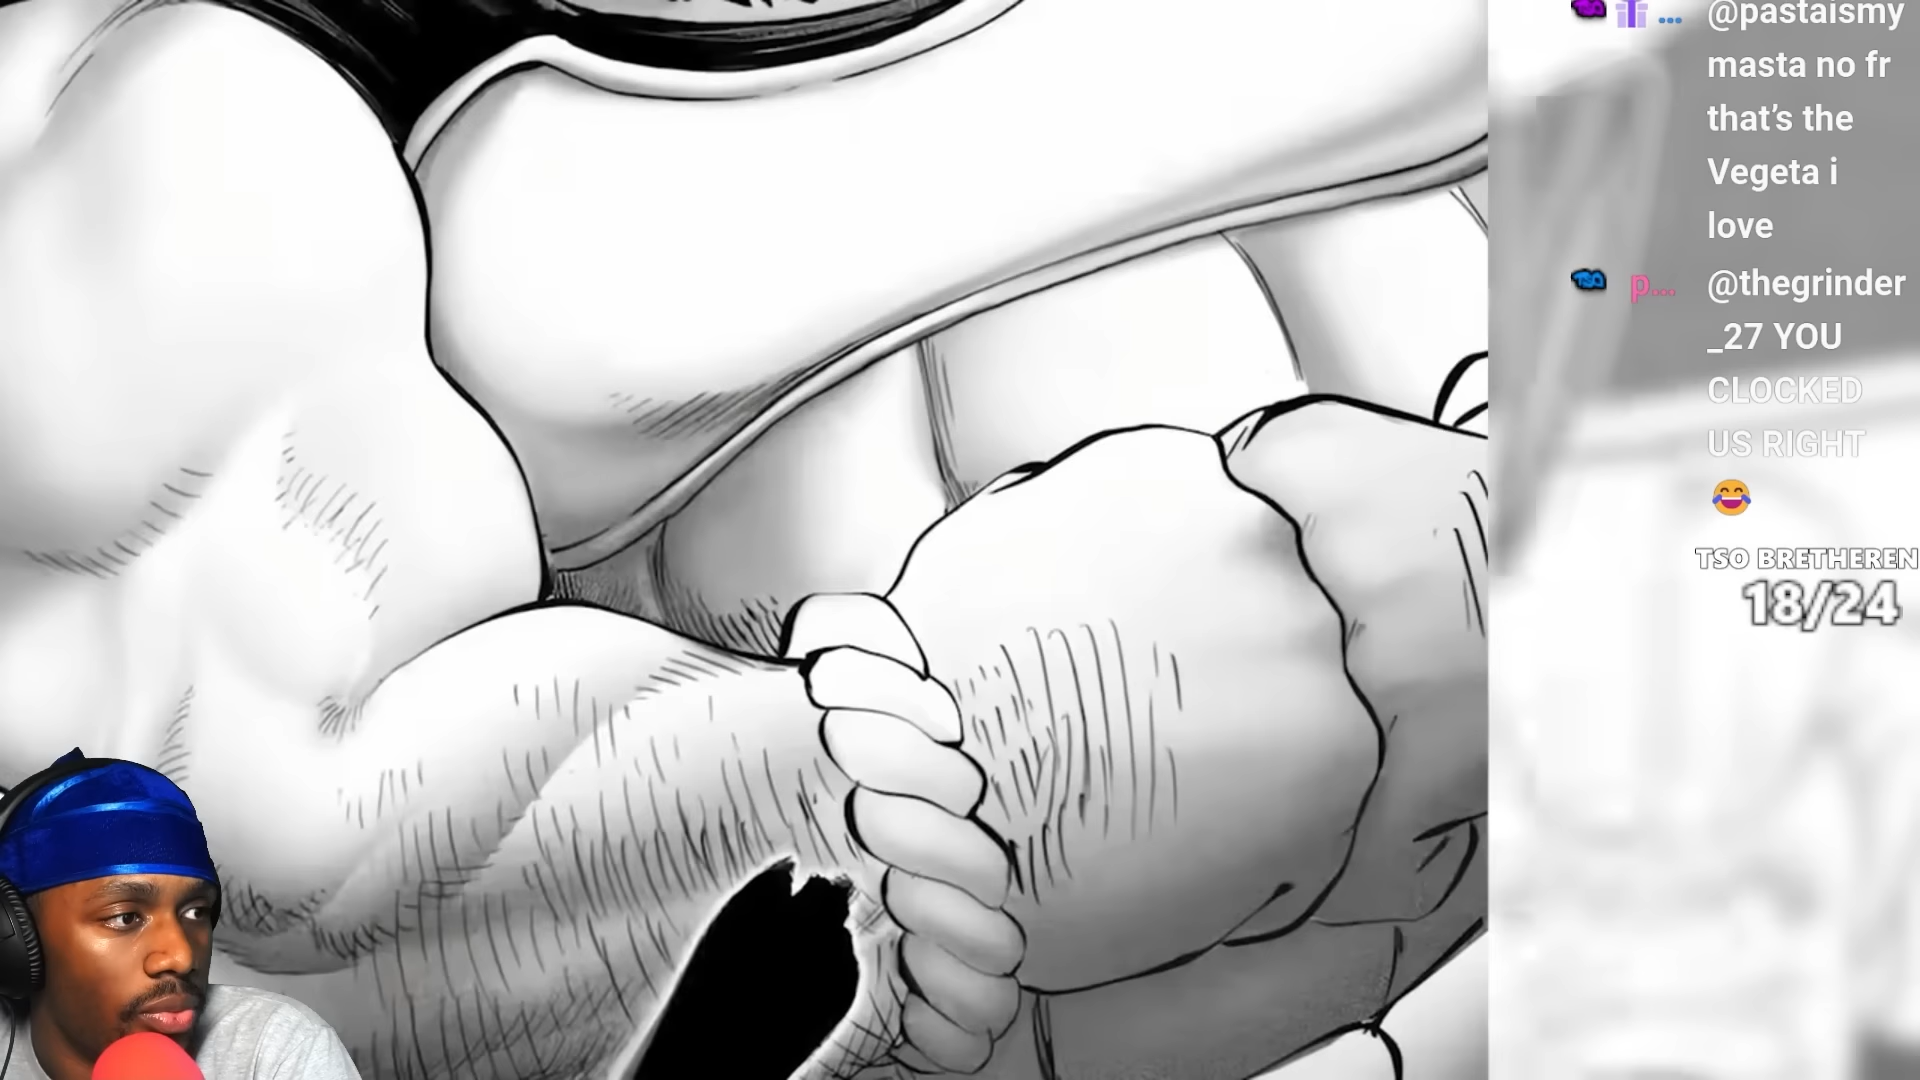 @pastaismy
masta no fr
that's the
Vegeta i
love
p... @thegrinder
_27 YOU
CLOCKED
US RIGHT
TSO BRETHEREN
18/24